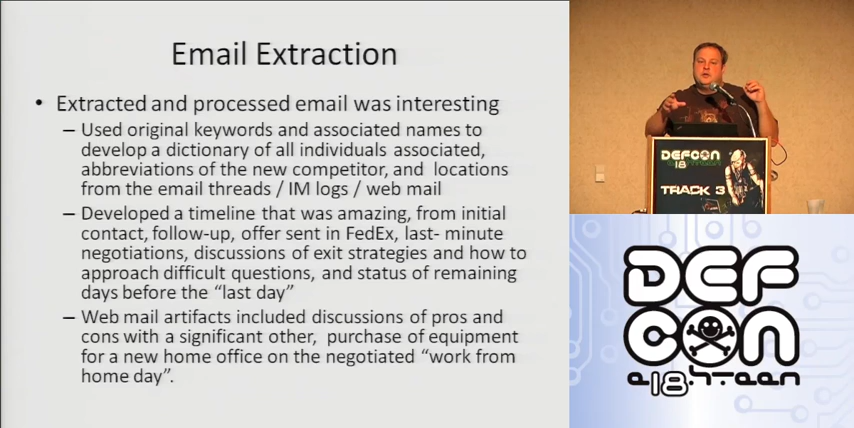 Email Extraction
• Extracted and processed email was interesting
– Used original keywords and associated names to
develop a dictionary of all individuals associated,
abbreviations of the new competitor, and locations
from the email threads / IM logs / web mail
– Developed a timeline that was amazing, from initial
contact, follow-up, offer sent in FedEx, last- minute
negotiations, discussions of exit strategies and how to
approach difficult questions, and status of remaining
days before the “last day”
– Web mail artifacts included discussions of pros and
cons with a significant other, purchase of equipment
for a new home office on the negotiated “work from
home day”.
DEFCON
18
TRACK 3
DEF
CON
e18.hteen